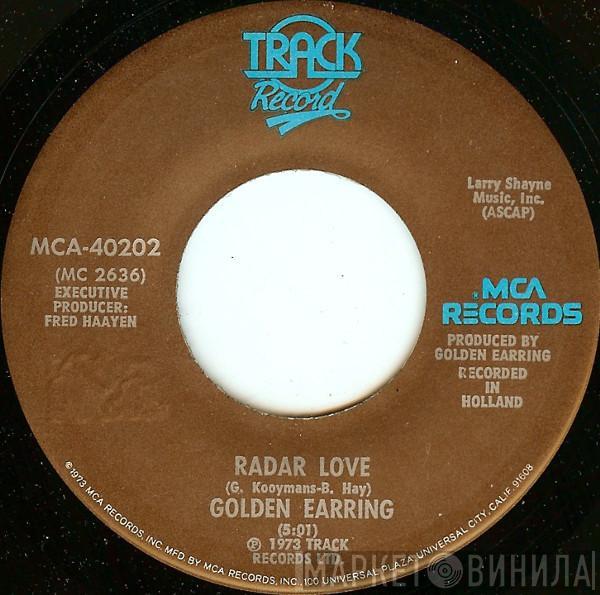 TRACK
Record
Larry Shayne
Music, Inc.
(ASCAP)
MCA-40202
(MC 2636)
EXECUTIVE
PRODUCER:
FRED HAAYEN
MCA
RECORDS
PRODUCED BY
GOLDEN EARRING
RECORDED
IN
HOLLAND
RADAR LOVE
(G. Kooymans-B. Hay)
GOLDEN EARRING
(5:01)
℗ 1973 TRACK
RECORDS LTD.
©1973 MCA RECORDS, INC. MFD. BY MCA RECORDS, INC., 100 UNIVERSAL PLAZA, UNIVERSAL CITY, CALIF. 91608
МАРКЕТ ВИНИЛА